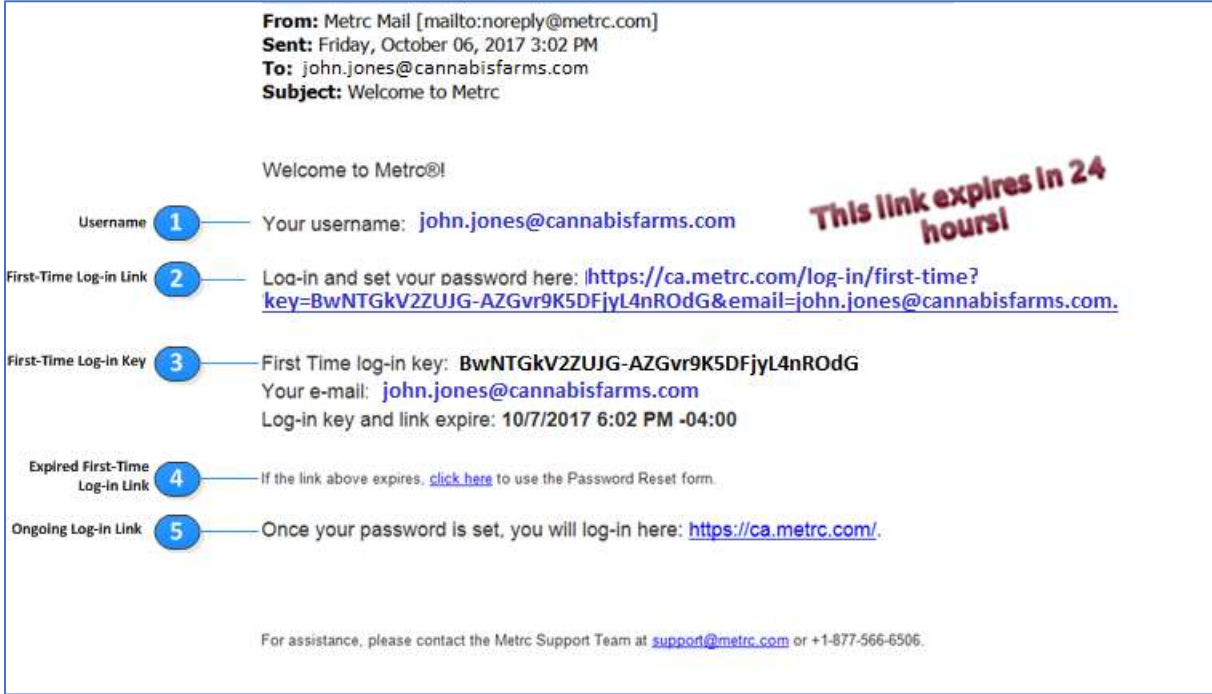 From: Metrc Mail [mailto:noreply@metrc.com]
Sent: Friday, October 06, 2017 3:02 PM
To: john.jones@cannabisfarms.com
Subject: Welcome to Metrc
Welcome to Metrc®!
This link expires in 24
hours!
Username 1 Your username: john.jones@cannabisfarms.com
First-Time Log-in Link 2 Log-in and set your password here: https://ca.metrc.com/log-in/first-time?
key=BwNTGkV2ZUJG-AZGvr9K5DFjyL4nROdG&email=john.jones@cannabisfarms.com.
First-Time Log-in Key 3 First Time log-in key: BwNTGkV2ZUJG-AZGvr9K5DFjyL4nROdG
Your e-mail: john.jones@cannabisfarms.com
Log-in key and link expire: 10/7/2017 6:02 PM -04:00
Expired First-Time
Log-in Link 4 If the link above expires, click here to use the Password Reset form.
Ongoing Log-in Link 5 Once your password is set, you will log-in here: https://ca.metrc.com/.
For assistance, please contact the Metrc Support Team at support@metrc.com or +1-877-566-6506.